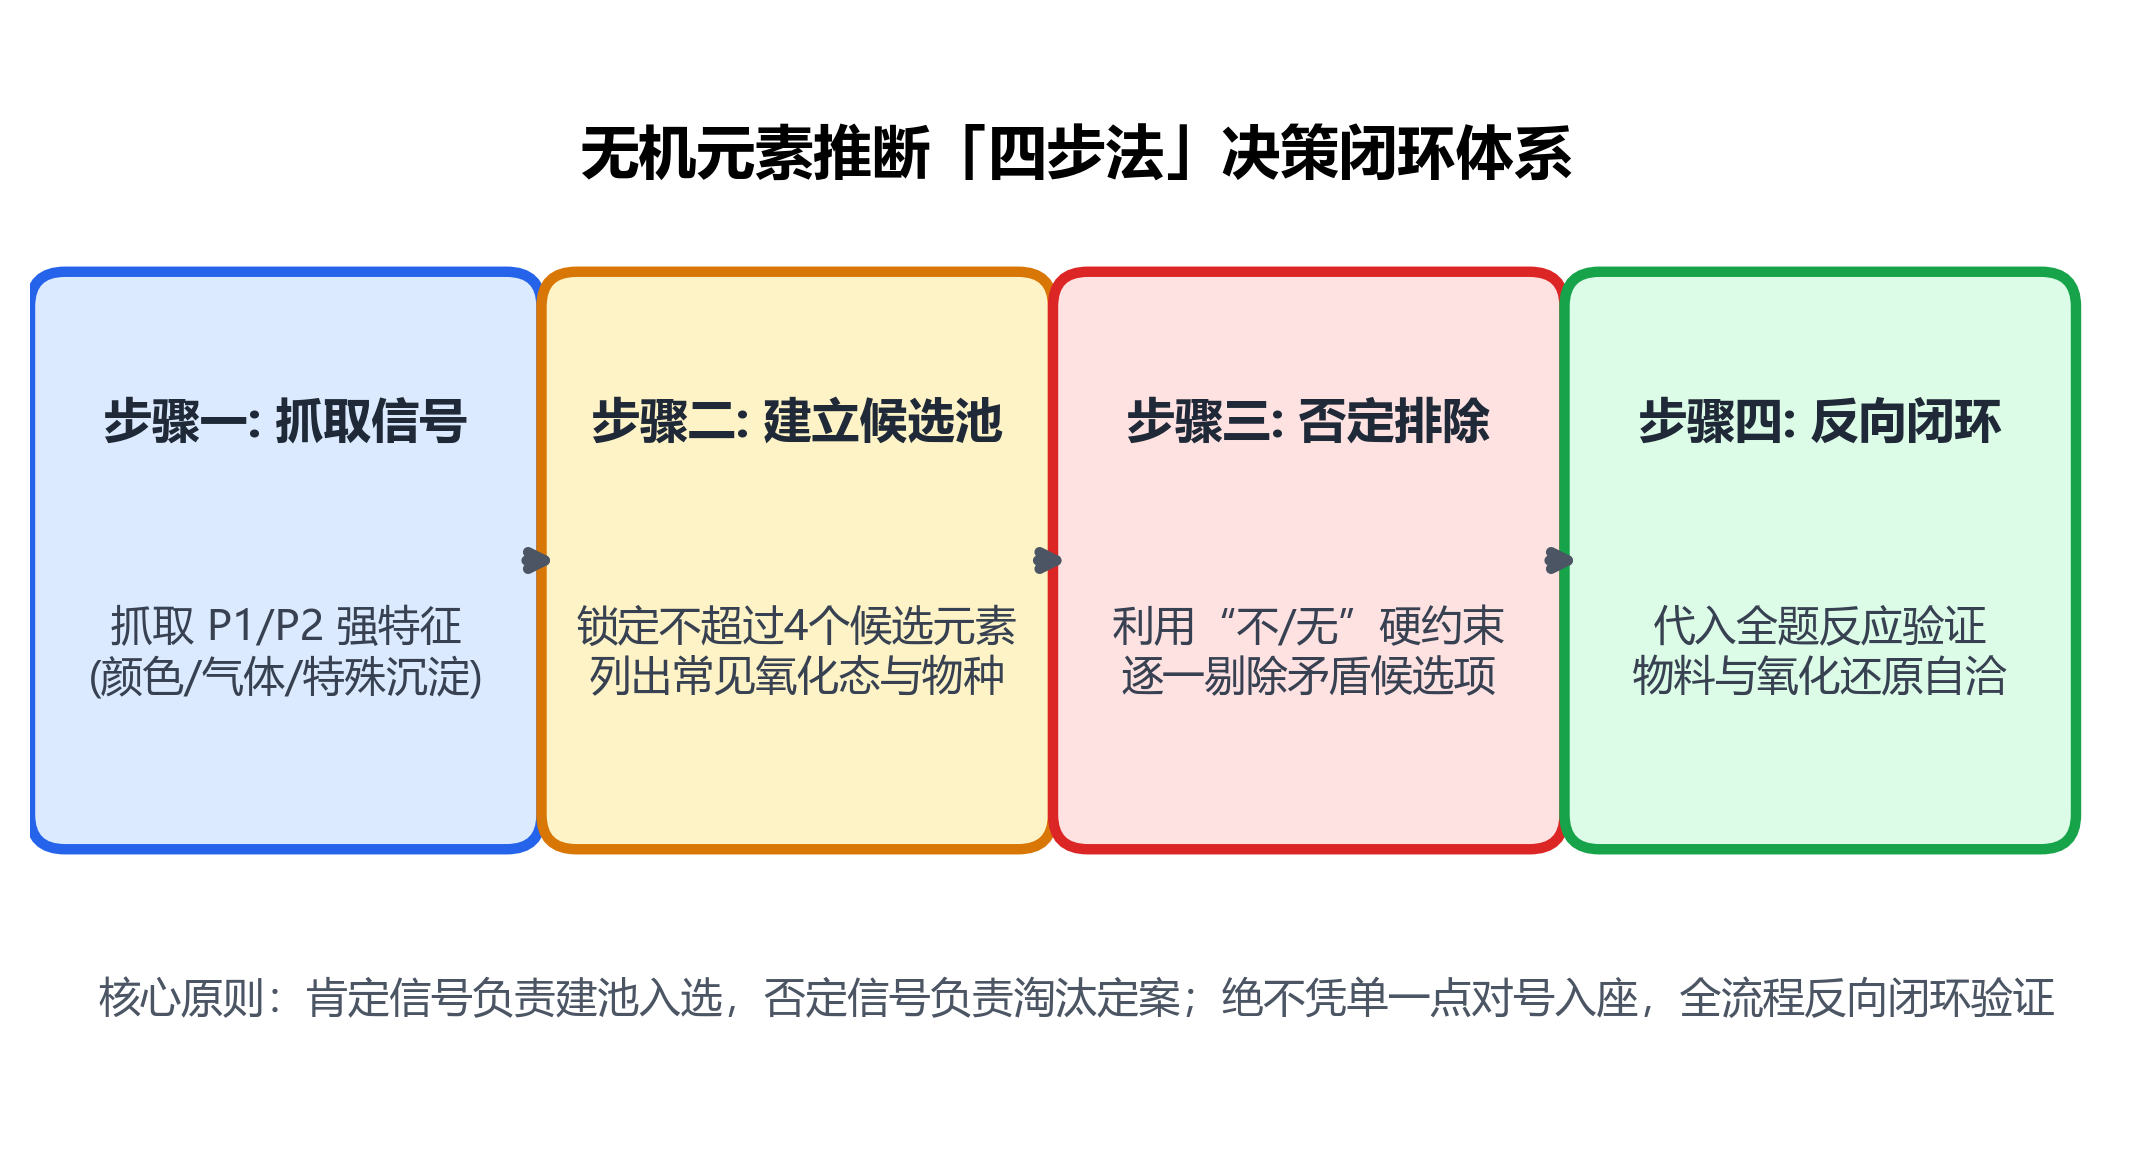 无机元素推断「四步法」决策闭环体系
步骤一: 抓取信号
抓取 P1/P2 强特征
(颜色/气体/特殊沉淀)
步骤二: 建立候选池
锁定不超过4个候选元素
列出常见氧化态与物种
步骤三: 否定排除
利用“不/无”硬约束
逐一剔除矛盾候选项
步骤四: 反向闭环
代入全题反应验证
物料与氧化还原自洽
核心原则：肯定信号负责建池入选，否定信号负责淘汰定案；绝不凭单一点对号入座，全流程反向闭环验证